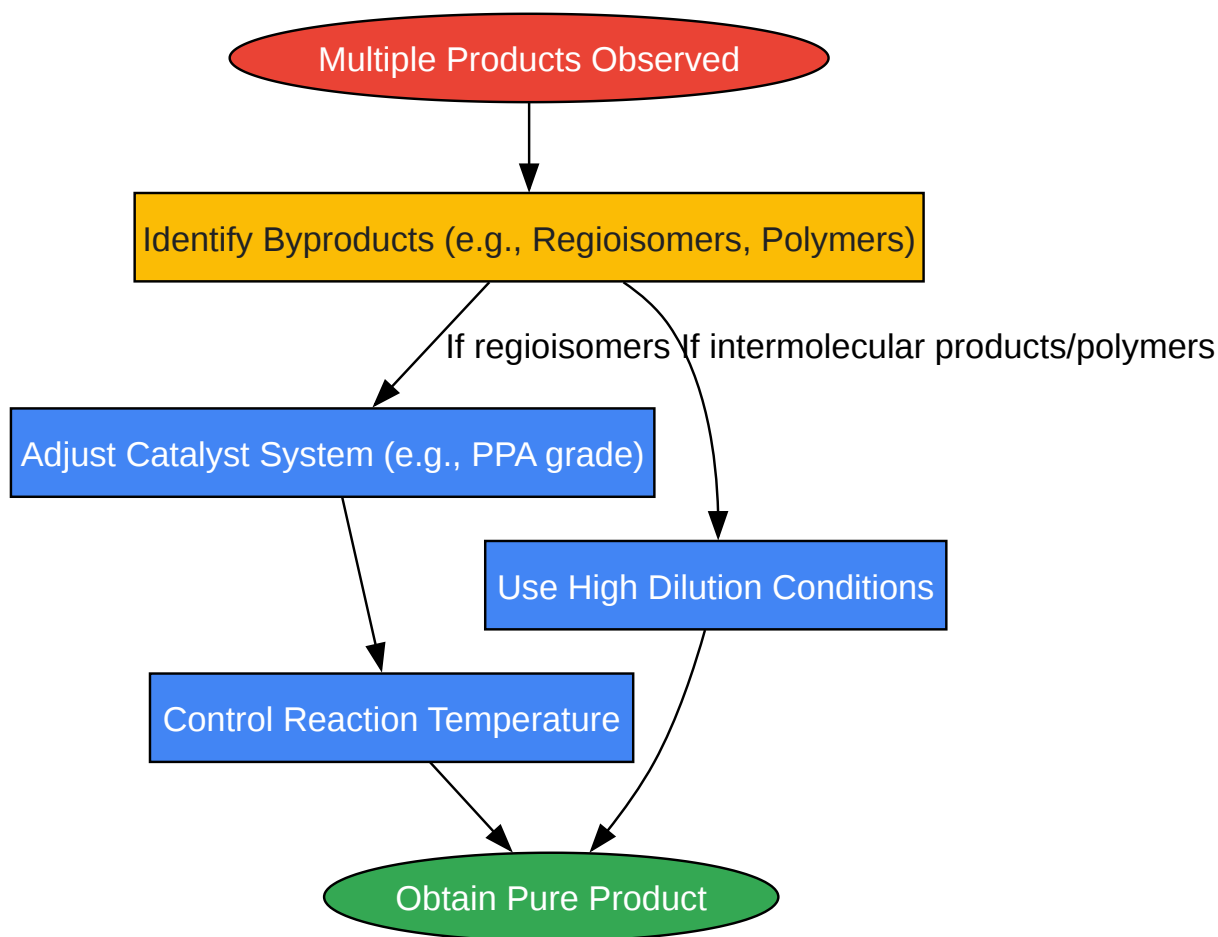 Multiple Products Observed
Identify Byproducts (e.g., Regioisomers, Polymers)
If regioisomers
If intermolecular products/polymers
Adjust Catalyst System (e.g., PPA grade)
Use High Dilution Conditions
Control Reaction Temperature
Obtain Pure Product